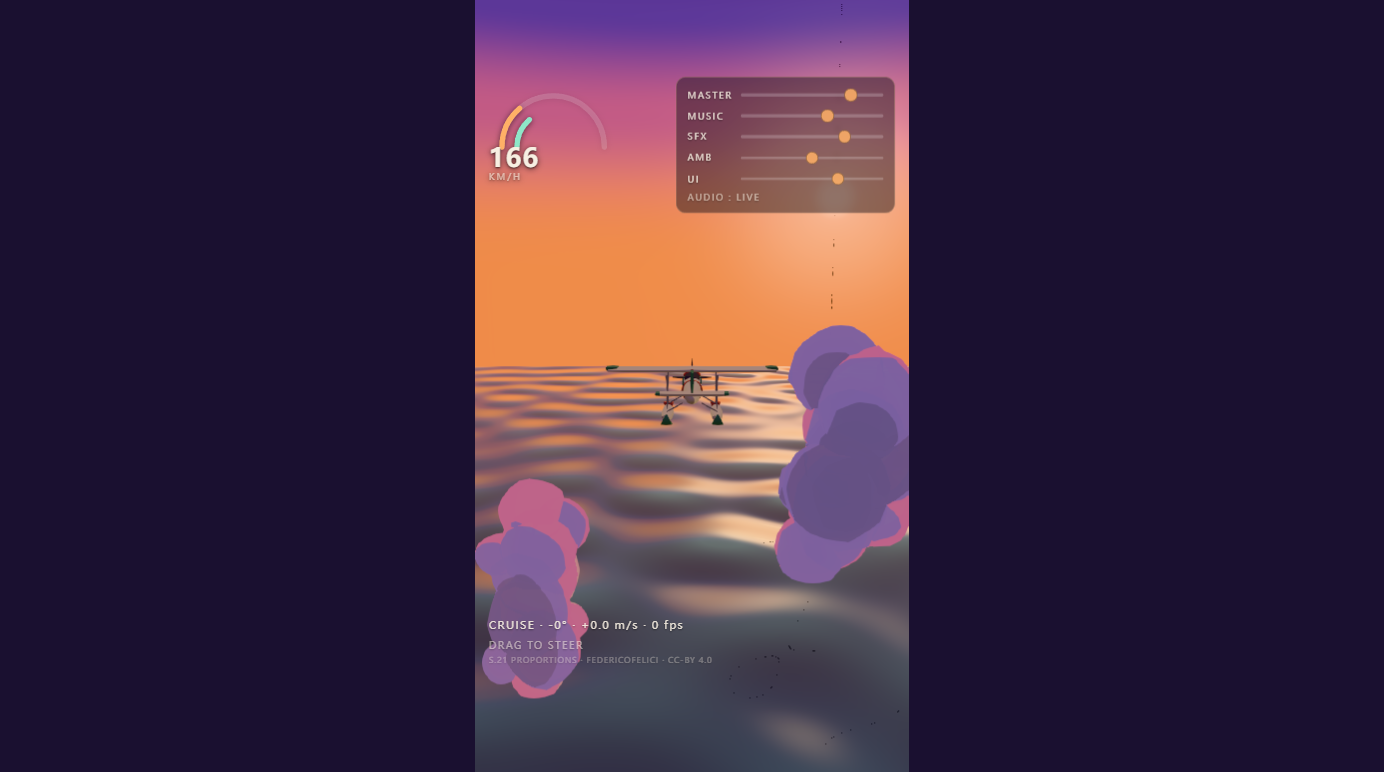 166
KM/H
MASTER
MUSIC
SFX
AMB
UI
AUDIO : LIVE
CRUISE · -0° · +0.0 m/s · 0 fps
DRAG TO STEER
S.21 PROPORTIONS · FEDERICOFELICI · CC-BY 4.0